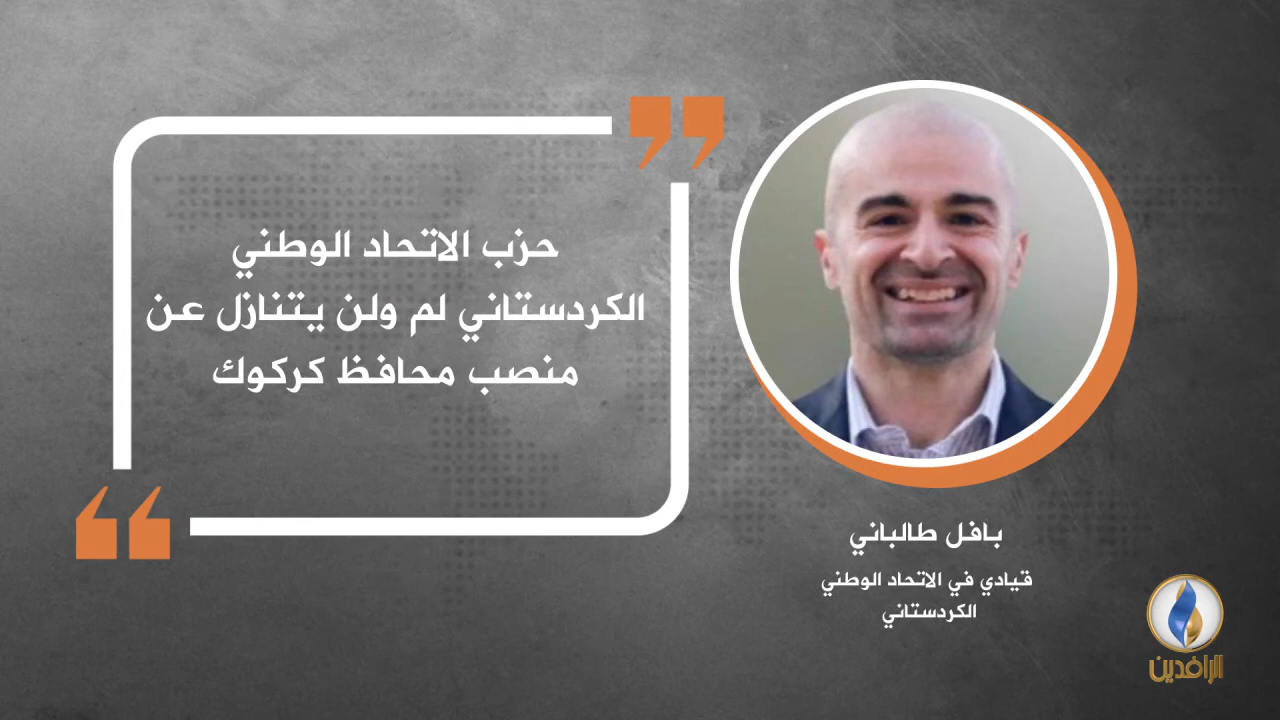 حزب الاتحاد الوطني
الكردستاني لم ولن يتنازل عن
منصب محافظ كركوك
بافل طالباني
قيادي في الاتحاد الوطني
الكردستاني
الرافدين